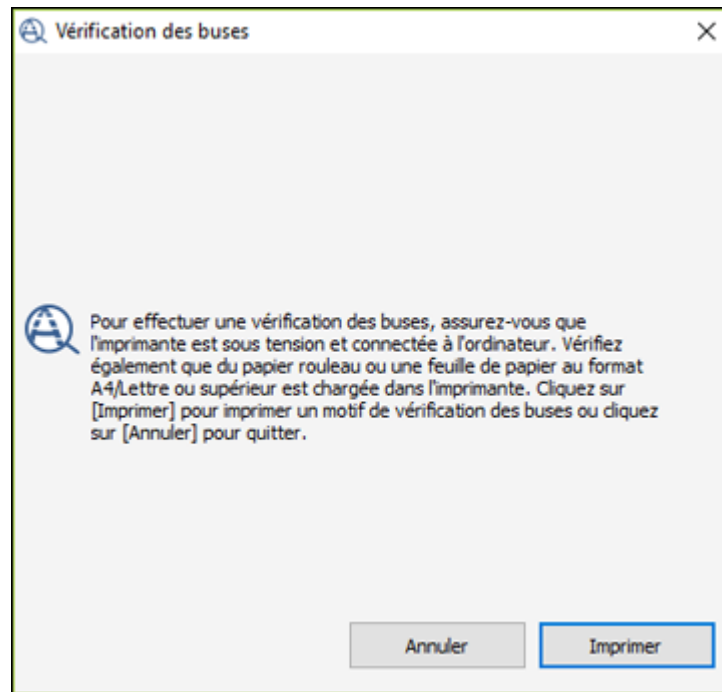 Vérification des buses
Pour effectuer une vérification des buses, assurez-vous que
l'imprimante est sous tension et connectée à l'ordinateur. Vérifiez
également que du papier rouleau ou une feuille de papier au format
A4/Lettre ou supérieur est chargée dans l'imprimante. Cliquez sur
[Imprimer] pour imprimer un motif de vérification des buses ou cliquez
sur [Annuler] pour quitter.
Annuler
Imprimer